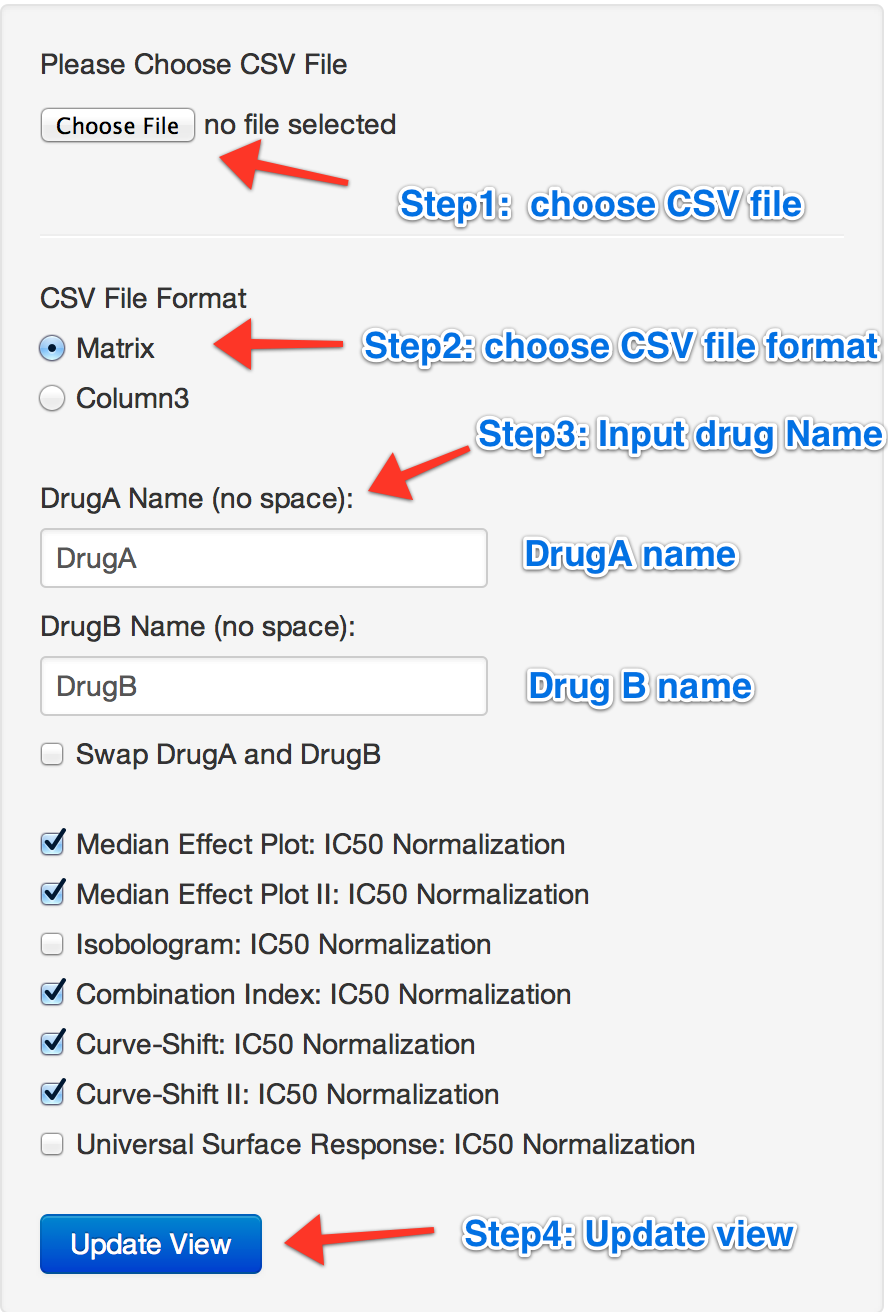 Please Choose CSV File
Choose File no file selected
Step1:  choose CSV file
CSV File Format
Matrix
Step2: choose CSV file format
Column3
Step3: Input drug Name
DrugA Name (no space):
DrugA
DrugA name
DrugB Name (no space):
DrugB
Drug B name
Swap DrugA and DrugB
Median Effect Plot: IC50 Normalization
Median Effect Plot II: IC50 Normalization
Isobologram: IC50 Normalization
Combination Index: IC50 Normalization
Curve-Shift: IC50 Normalization
Curve-Shift II: IC50 Normalization
Universal Surface Response: IC50 Normalization
Update View
Step4: Update view